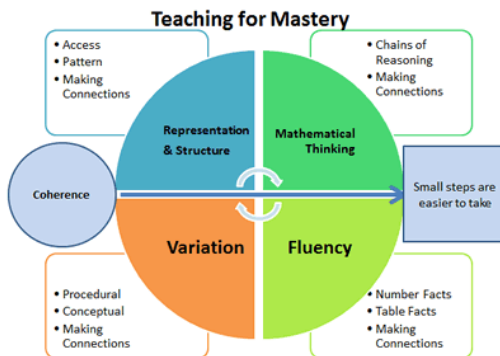 Teaching for Mastery
• Access
• Pattern
• Making
Connections
• Chains of
Reasoning
• Making
Connections
Representation
& Structure
Mathematical
Thinking
Coherence
Small steps are
easier to take
Variation
Fluency
• Procedural
• Conceptual
• Making
Connections
• Number Facts
• Table Facts
• Making
Connections